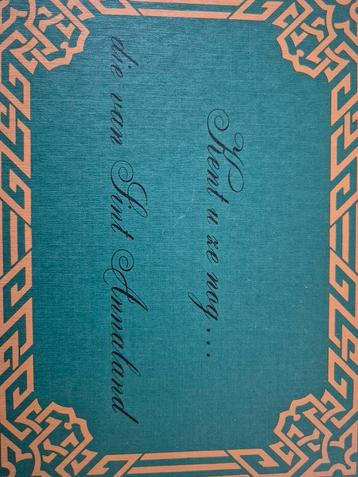 Kent u ze nog...
die van Sint Annaland